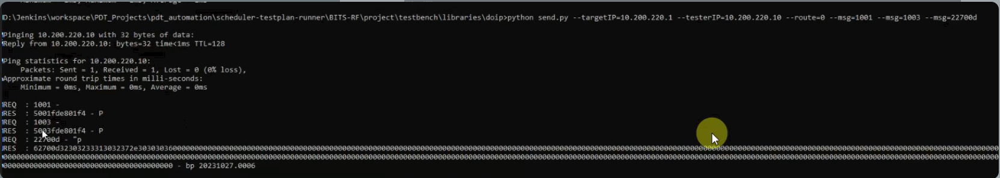 D:\Jenkins\workspace\PDT_Projects\pdt_automation\scheduler-testplan-runner\BITS-RF\project\testbench\libraries\doip>python send.py --targetIP=10.200.220.1 --testerIP=10.200.220.10 --route=0 --msg=1001 --msg=1003 --msg=22700d
Pinging 10.200.220.10 with 32 bytes of data:
Reply from 10.200.220.10: bytes=32 time<1ms TTL=128
Ping statistics for 10.200.220.10:
Packets: Sent = 1, Received = 1, Lost = 0 (0% loss),
Approximate round trip times in milli-seconds:
Minimum = 0ms, Maximum = 0ms, Average = 0ms
REQ : 1001 -
RES : 5001fde801f4 - P
REQ : 1003 -
RES : 5003fde801f4 - P
REQ : 22700d - "p
- bp 20231027.0006